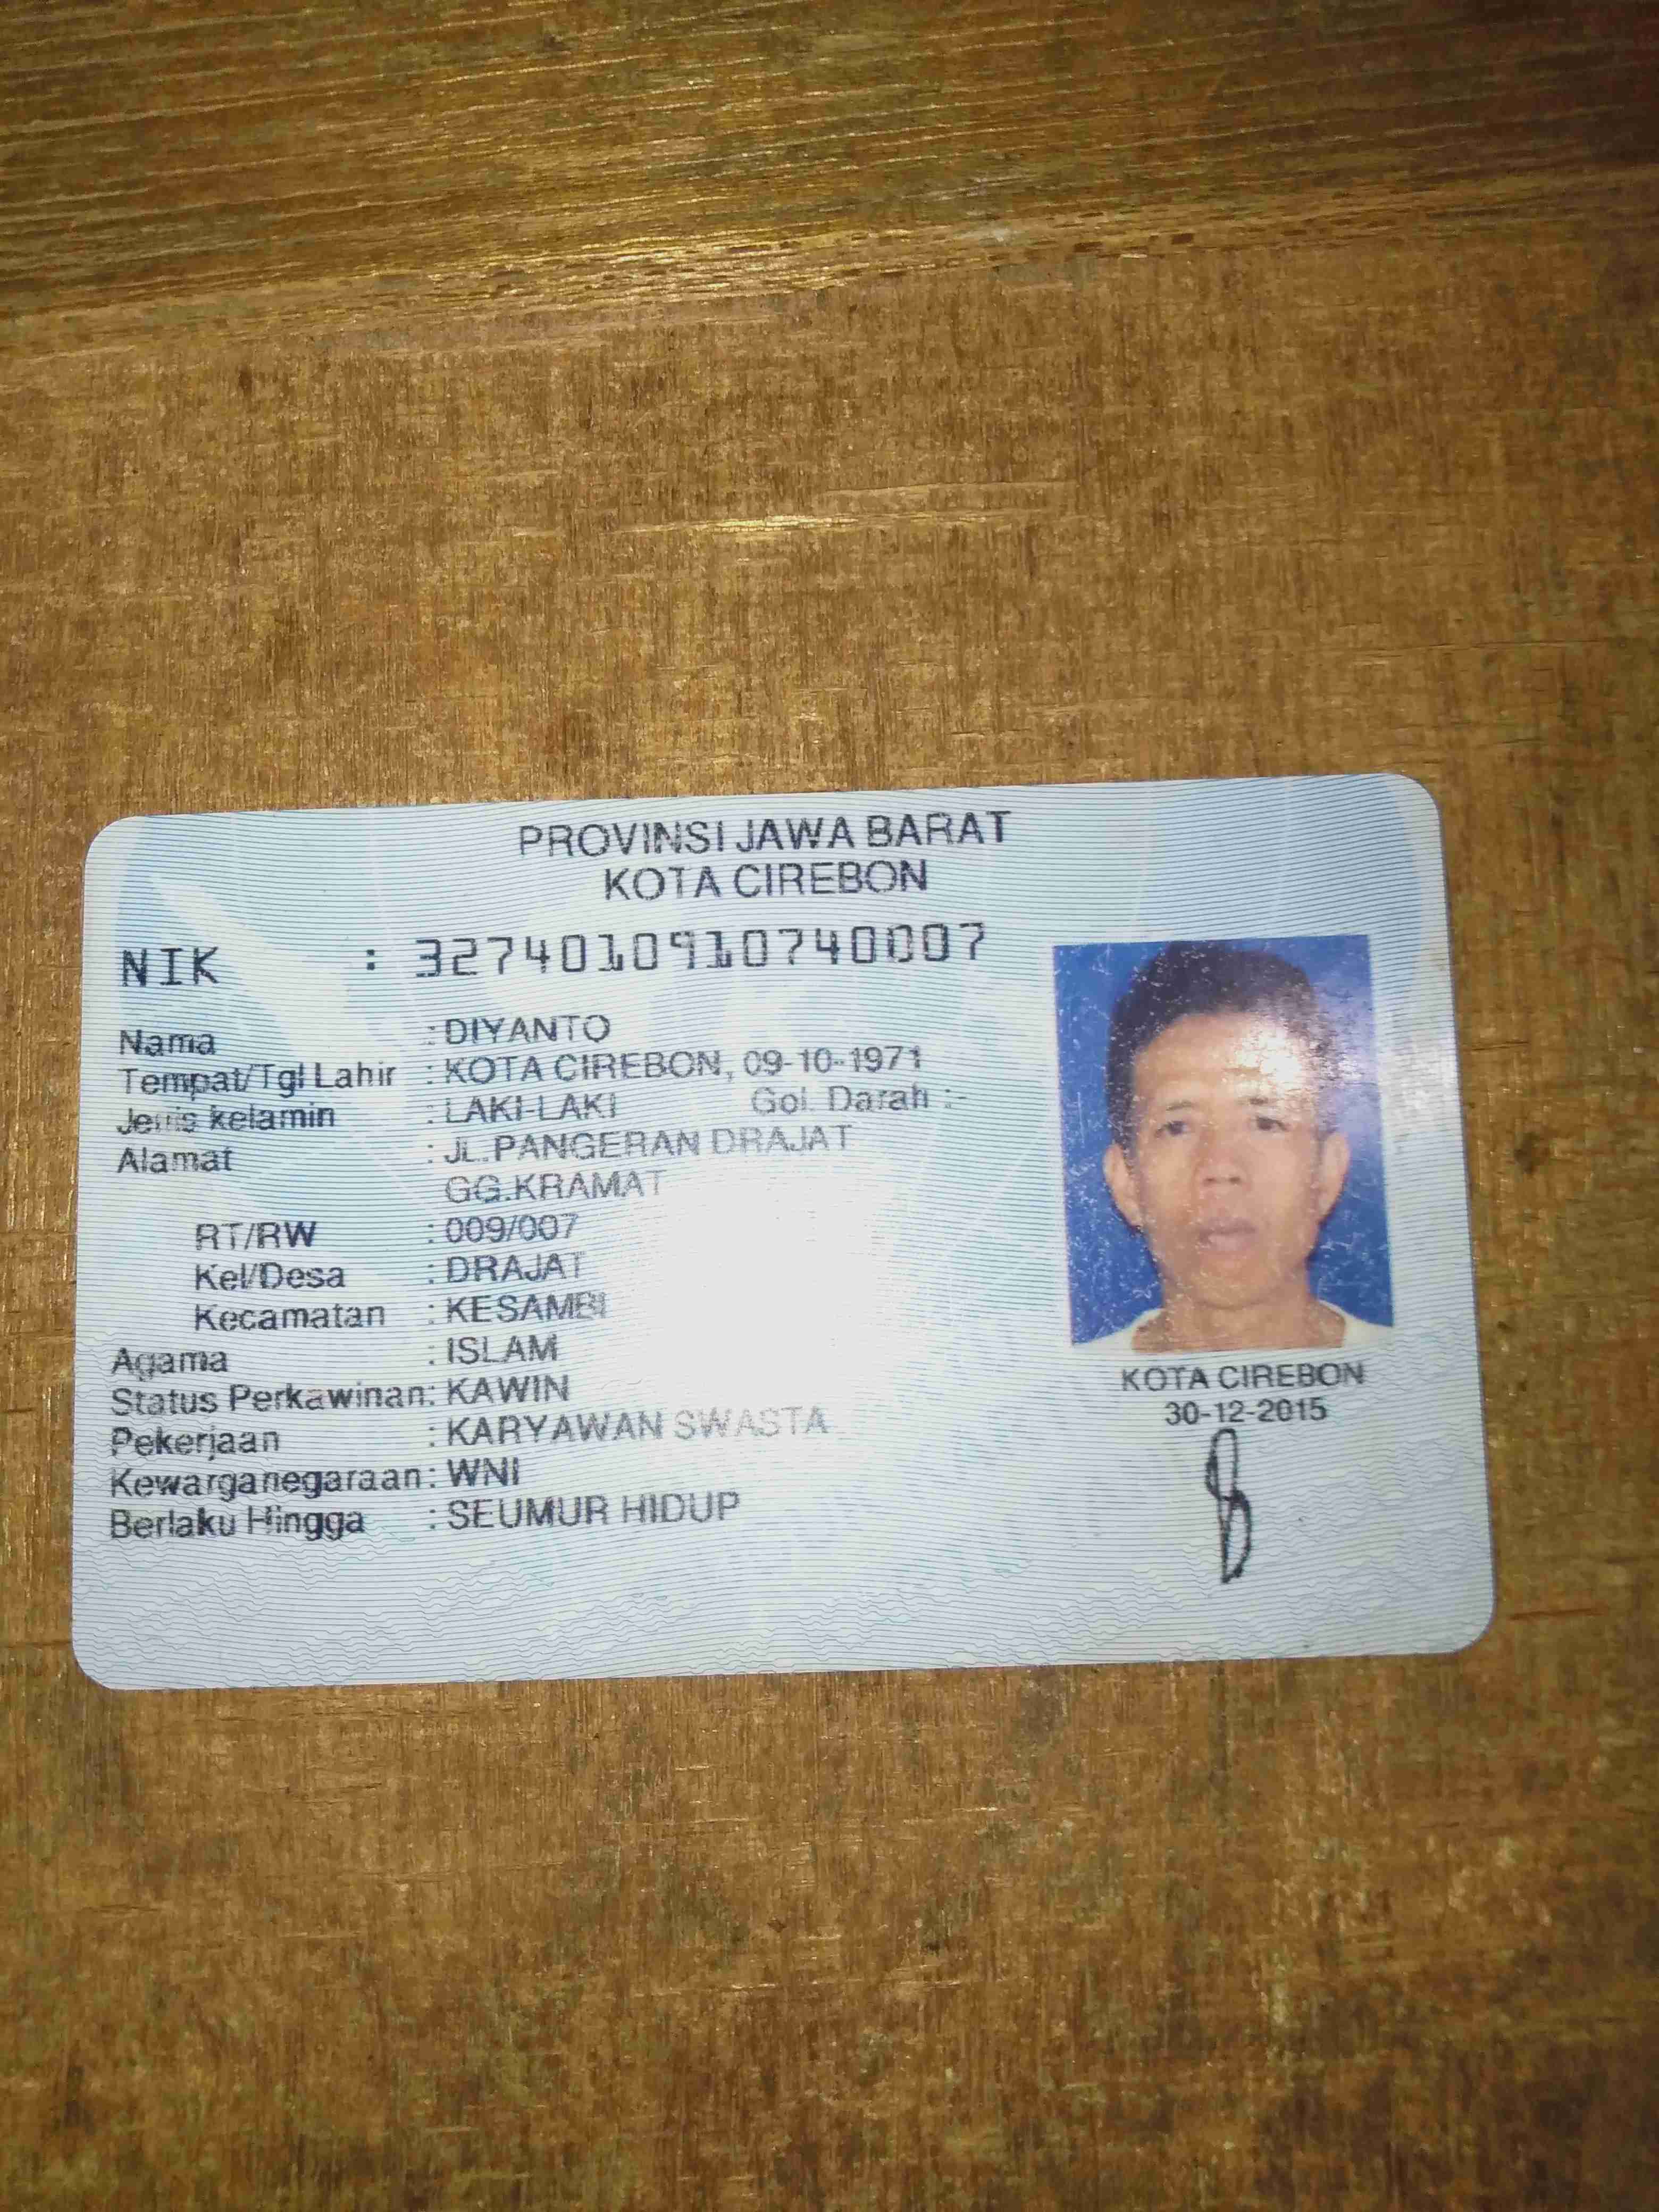 PROVINSI JAWA BARAT
KOTA CIREBON
NIK : 3274010910740007
Nama : DIYANTO
Tempat/Tgl Lahir : KOTA CIREBON, 09-10-1971
Jenis kelamin : LAKI-LAKI Gol. Darah :-
Alamat : JL.PANGERAN DRAJAT
GG.KRAMAT
RT/RW : 009/007
Kel/Desa : DRAJAT
Kecamatan : KESAMBI
Agama : ISLAM
Status Perkawinan: KAWIN
Pekerjaan : KARYAWAN SWASTA
Kewarganegaraan: WNI
Berlaku Hingga : SEUMUR HIDUP
KOTA CIREBON
30-12-2015